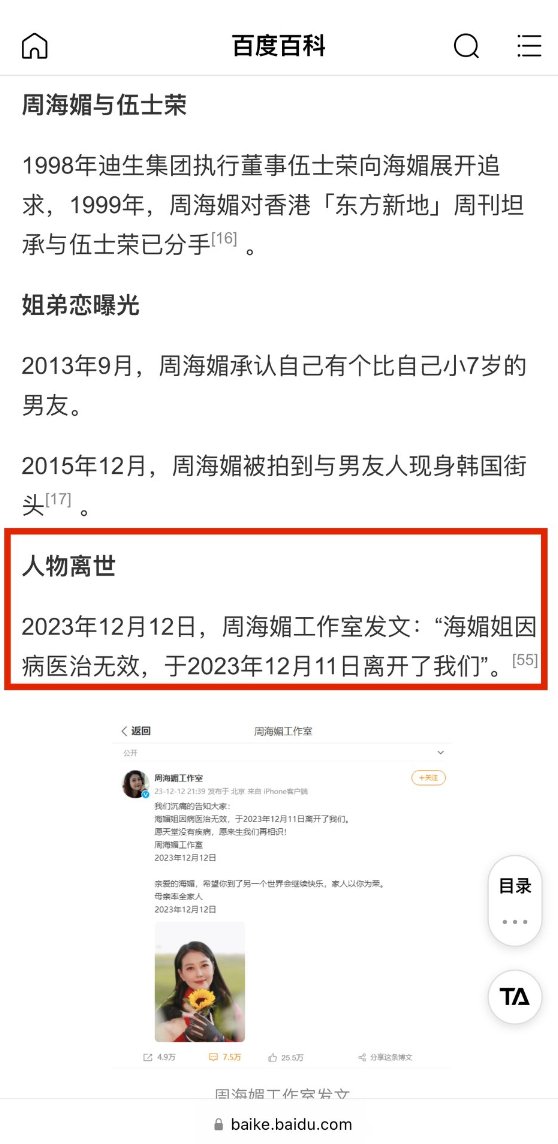 百度百科
周海媚与伍士荣
1998年迪生集团执行董事伍士荣向海媚展开追
求，1999年，周海媚对香港「东方新地」周刊坦
承与伍士荣已分手[16] 。
姐弟恋曝光
2013年9月，周海媚承认自己有个比自己小7岁的
男友。
2015年12月，周海媚被拍到与男友人现身韩国街
头[17] 。
人物离世
2023年12月12日，周海媚工作室发文：“海媚姐因
病医治无效，于2023年12月11日离开了我们”。[55]
返回
周海媚工作室
公开
周海媚工作室
+关注
23-12-12 21:39 发布于 北京 来自 iPhone客户端
我们沉痛的告知大家：
海媚姐因病医治无效，于2023年12月11日离开了我们。
愿天堂没有疾病，愿来生我们再相识！
周海媚工作室
2023年12月12日
亲爱的海媚，希望你到了另一个世界会继续快乐，家人以你为荣。
母亲率全家人
2023年12月12日
4.9万
7.5万
25.5万
分享这条博文
目录
TA
周海媚工作室发文
baike.baidu.com